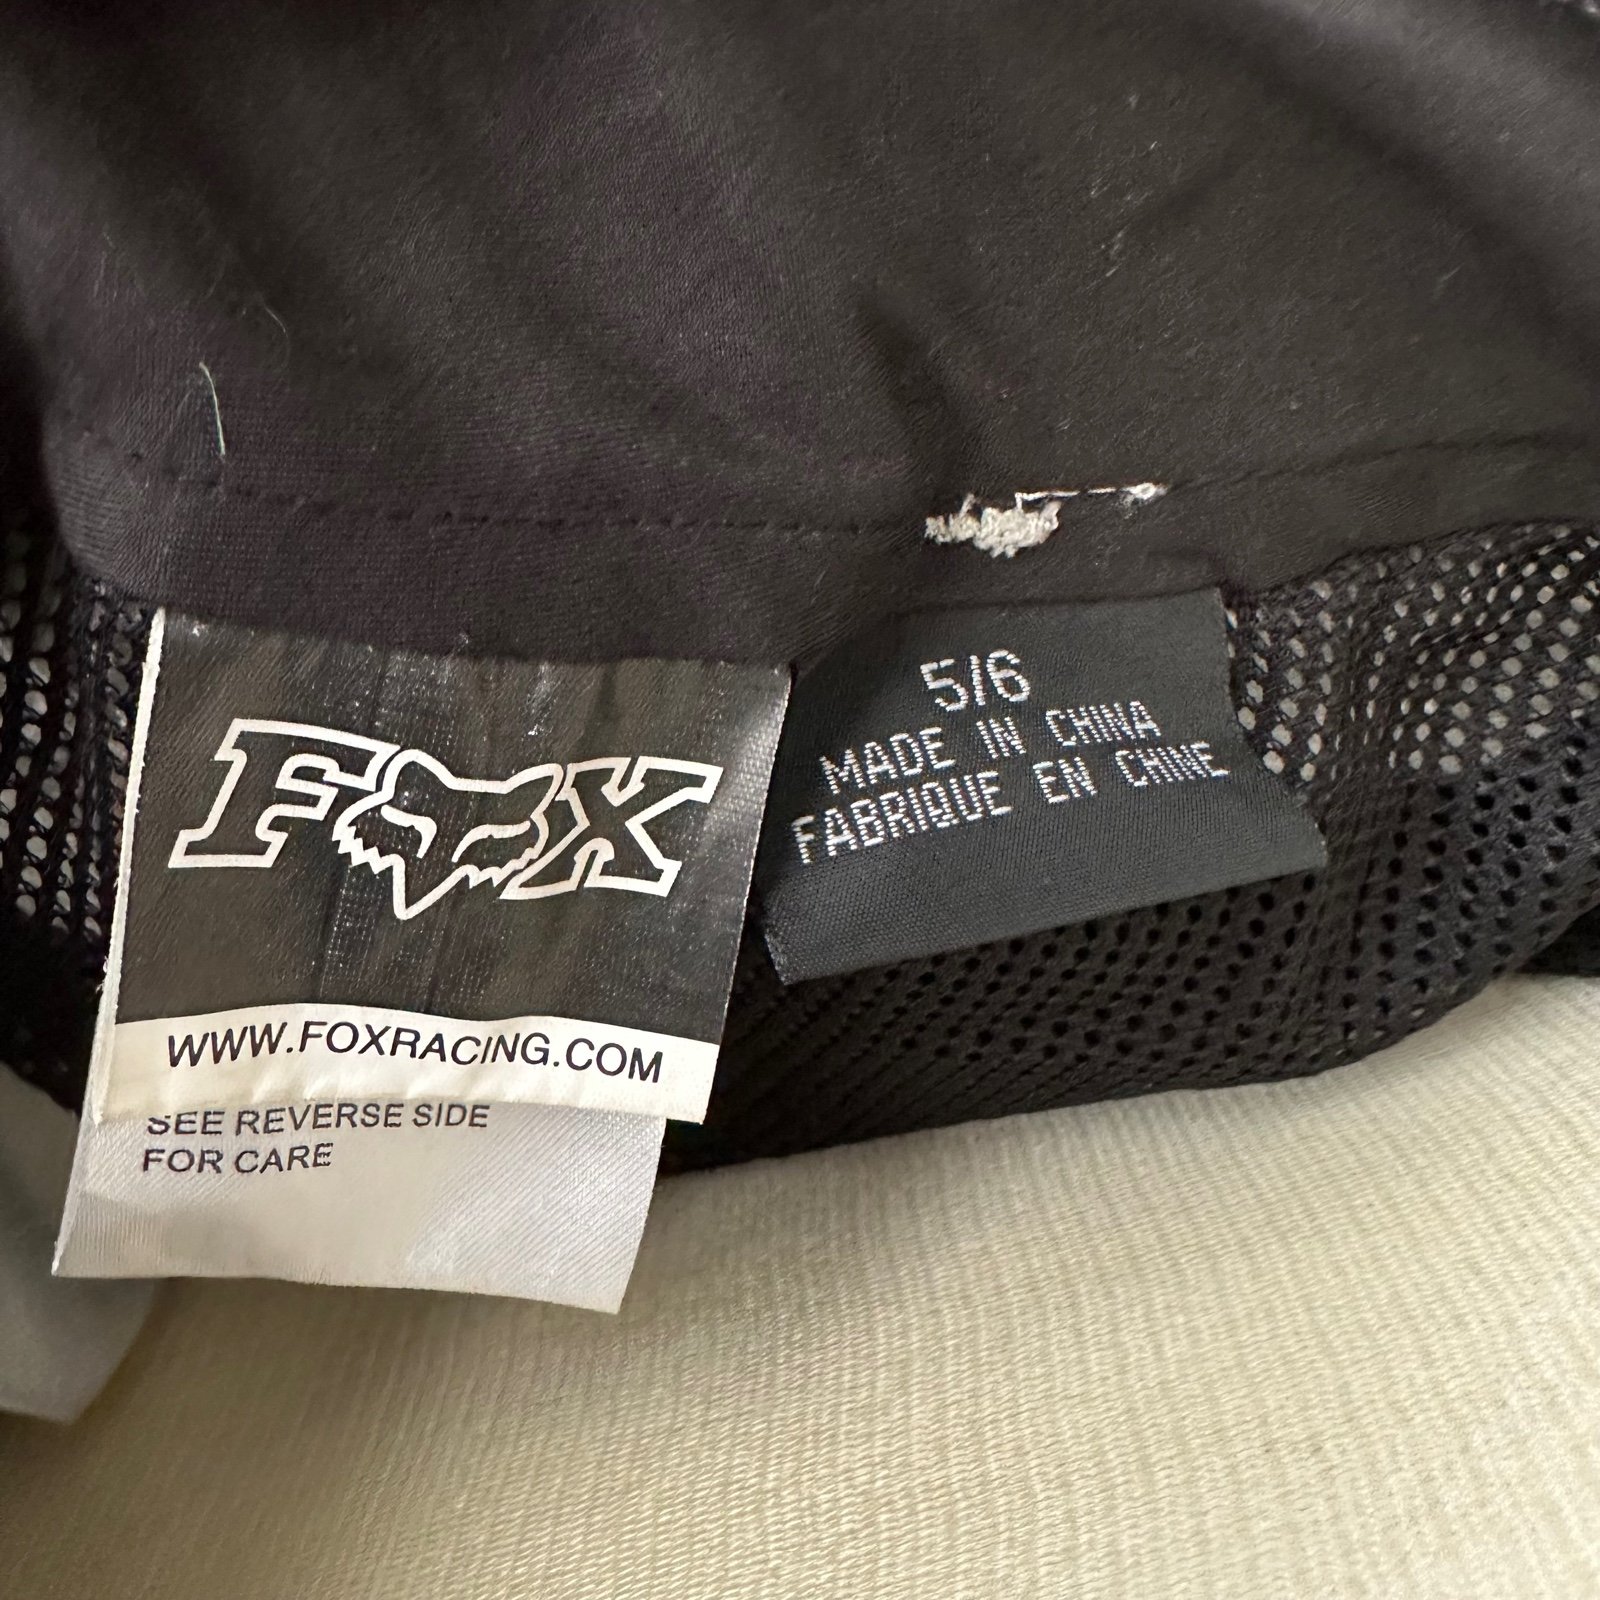 FOX
WWW.FOXRACING.COM
SEE REVERSE SIDE
FOR CARE
5/6
MADE IN CHINA
FABRIQUE EN CHINE